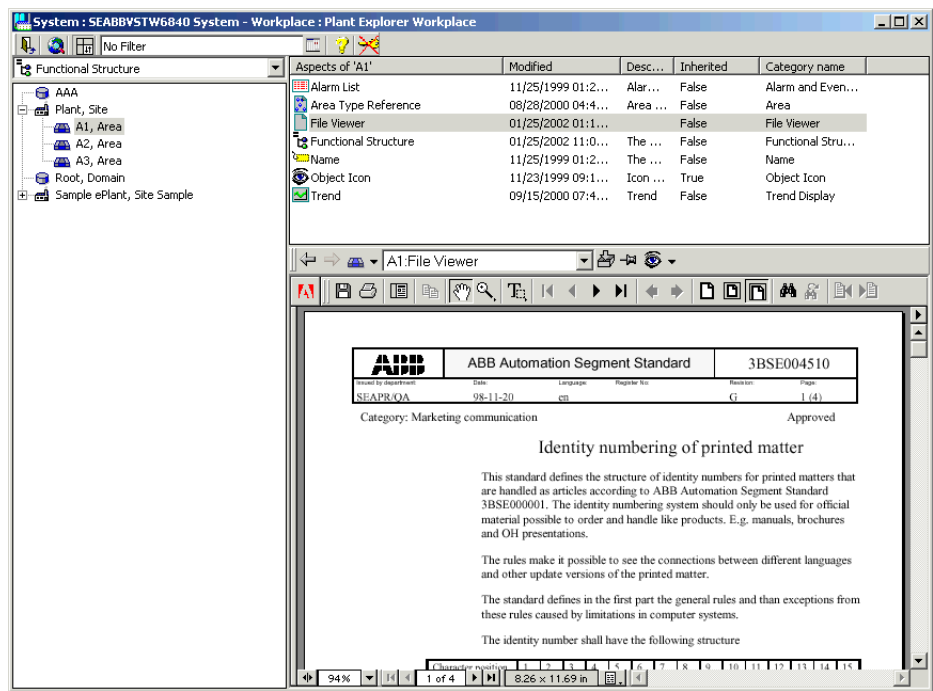 System : SEABB¥STW6840 System - Workplace : Plant Explorer Workplace
No Filter
Functional Structure
AAA
Plant, Site
A1, Area
A2, Area
A3, Area
Root, Domain
Sample ePlant, Site Sample
Aspects of 'A1' Modified Desc... Inherited Category name
Alarm List 11/25/1999 01:2... Alar... False Alarm and Even...
Area Type Reference 08/28/2000 04:4... Area ... False Area
File Viewer 01/25/2002 01:1... False File Viewer
Functional Structure 01/25/2002 11:0... The ... False Functional Stru...
Name 11/25/1999 01:2... The ... False Name
Object Icon 11/23/1999 09:1... Icon ... True Object Icon
Trend 09/15/2000 07:4... Trend False Trend Display
A1:File Viewer
ABB ABB Automation Segment Standard 3BSE004510
Issued by department: Date: Language: Register No: Revision: Page:
SEAPR/QA 98-11-20 en G 1 (4)
Category: Marketing communication Approved
Identity numbering of printed matter
This standard defines the structure of identity numbers for printed matters that
are handled as articles according to ABB Automation Segment Standard
3BSE000001. The identity numbering system should only be used for official
material possible to order and handle like products. E.g. manuals, brochures
and OH presentations.
The rules make it possible to see the connections between different languages
and other update versions of the printed matter.
The standard defines in the first part the general rules and than exceptions from
these rules caused by limitations in computer systems.
The identity number shall have the following structure
Character position 1 2 3 4 5 6 7 8 9 10 11 12 13 14 15
94% 1 of 4 8.26 × 11.69 in